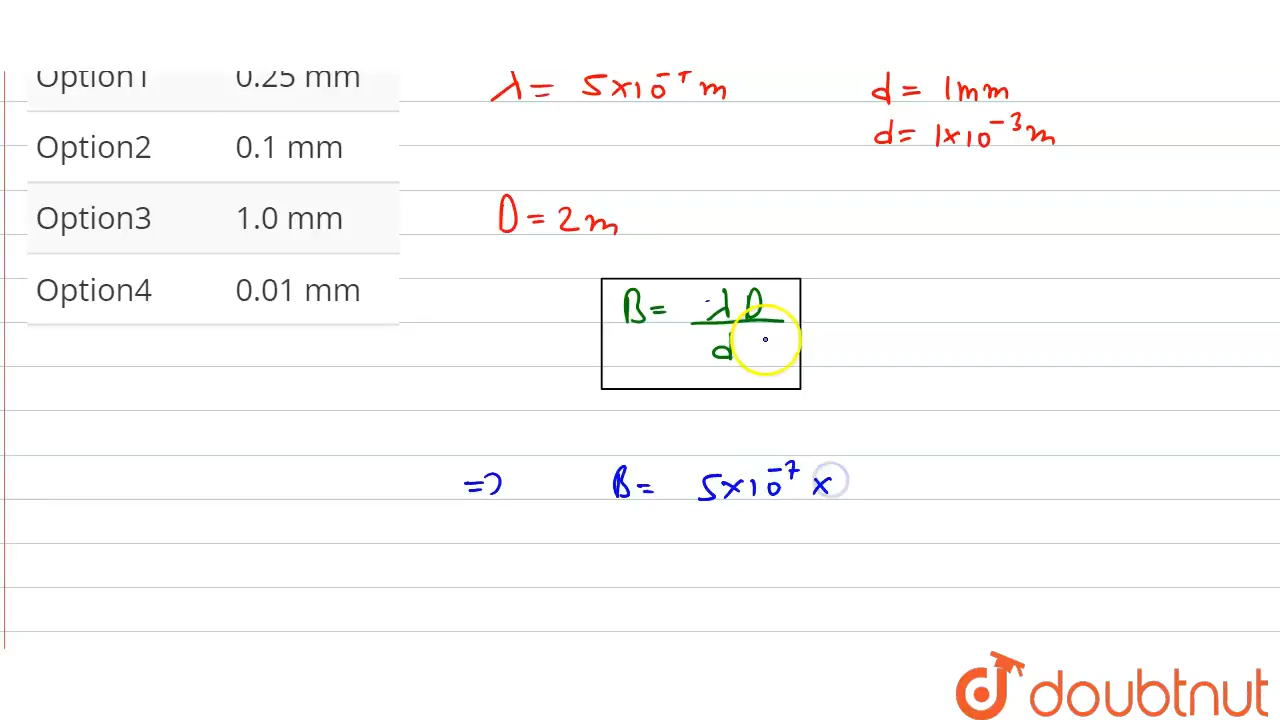 Option1 0.25 mm
Option2 0.1 mm
Option3 1.0 mm
Option4 0.01 mm
λ = 5×10⁻⁷ m
d = 1mm
d = 1×10⁻³ m
D = 2m
B = λD
d
⇒ B = 5×10⁻⁷ ×
doubtnut